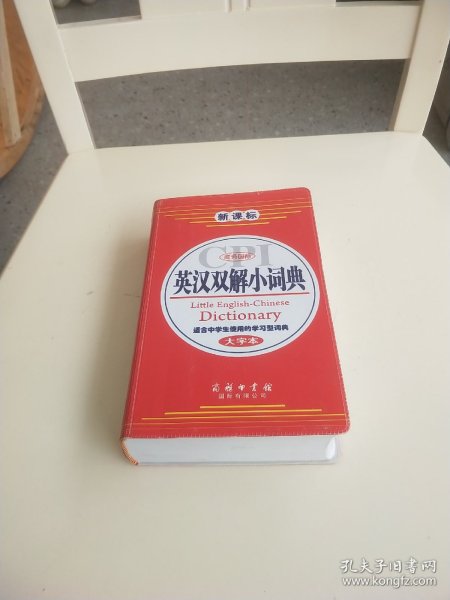 新课标
CPI
商务国际
英汉双解小词典
Little English-Chinese
Dictionary
适合中学生使用的学习型词典
大字本
商务印书馆
国际有限公司
孔夫子旧书网
www.kongfz.com